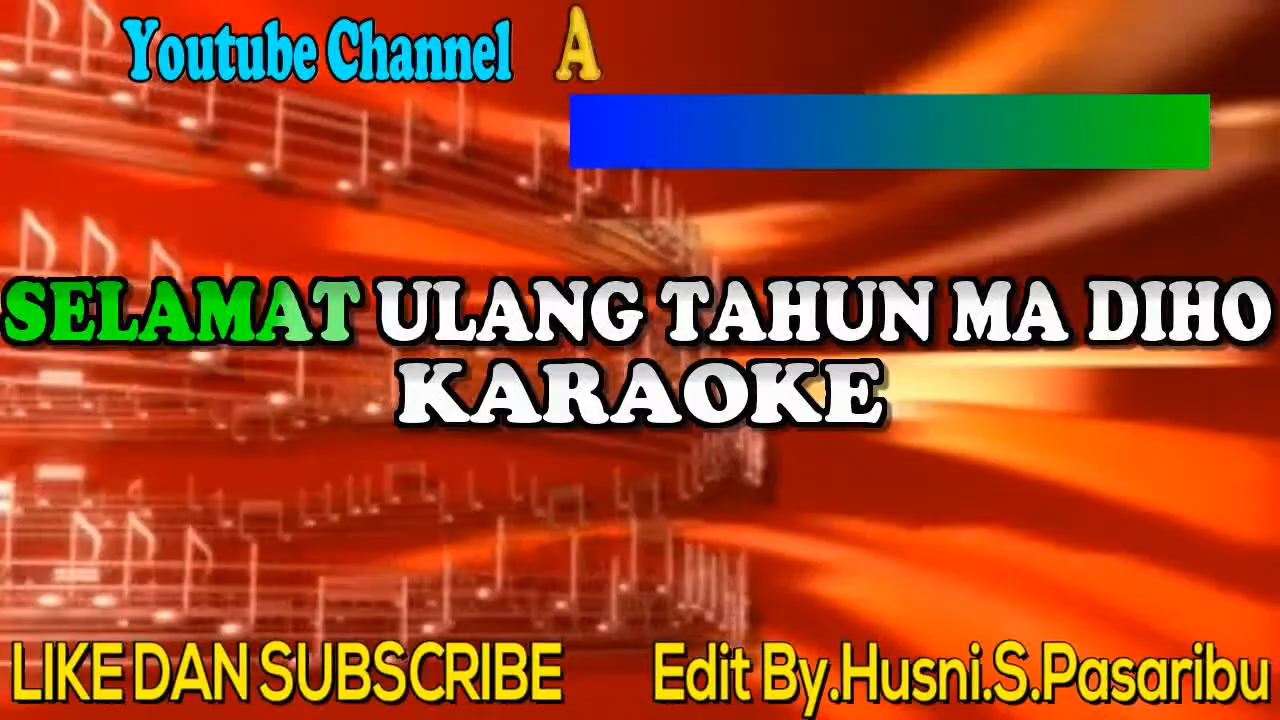 Youtube Channel A
SELAMAT ULANG TAHUN MA DIHO
KARAOKE
LIKE DAN SUBSCRIBE
Edit By.Husni.S.Pasaribu